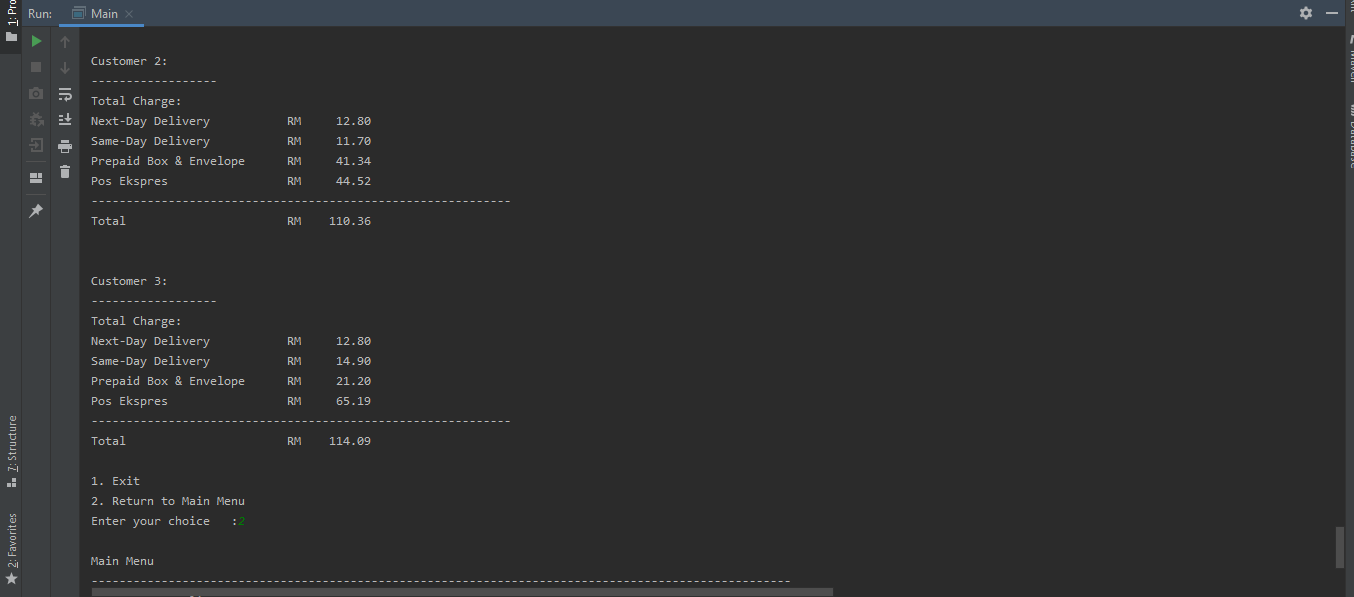 Run: Main
1: Pro
Customer 2:
------------------
Total Charge:
Next-Day Delivery RM 12.80
Same-Day Delivery RM 11.70
Prepaid Box & Envelope RM 41.34
Pos Ekspres RM 44.52
------------------------------------------------------------
Total RM 110.36
Customer 3:
------------------
Total Charge:
Next-Day Delivery RM 12.80
Same-Day Delivery RM 14.90
Prepaid Box & Envelope RM 21.20
Pos Ekspres RM 65.19
------------------------------------------------------------
Total RM 114.09
1. Exit
2. Return to Main Menu
Enter your choice :2
Main Menu
----------------------------------------------------------------------------------------------------
7: Structure
2: Favorites